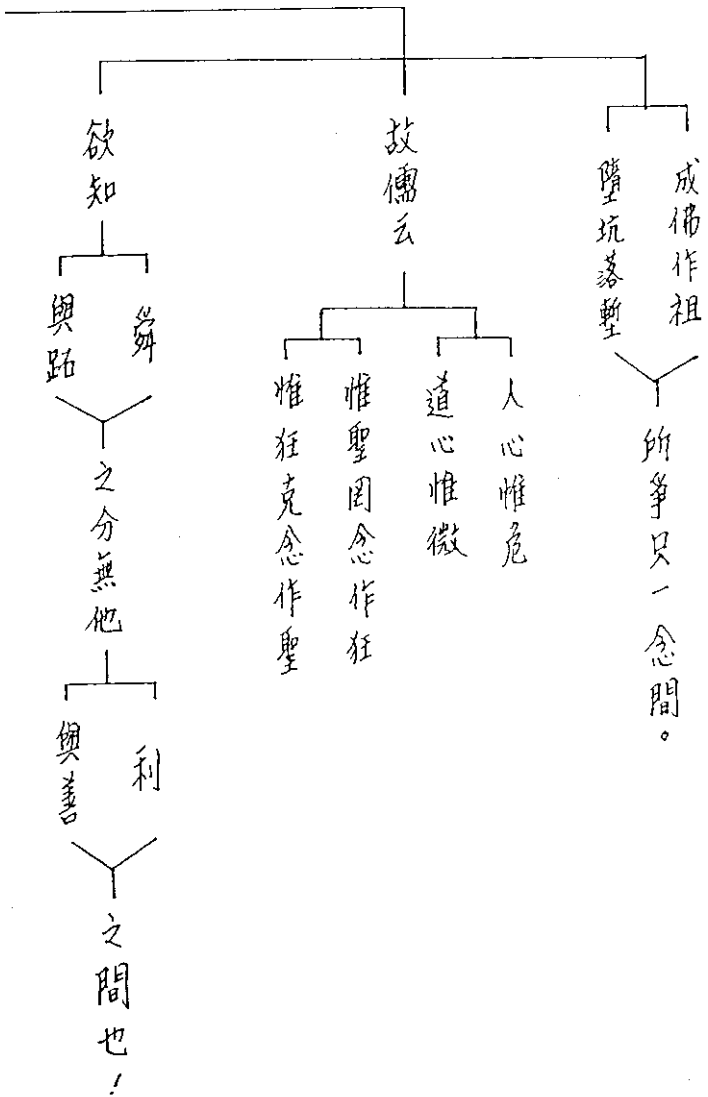 成佛作祖
墮坑落塹
所爭只一念間。
故儒云
人心惟危
道心惟微
惟聖罔念作狂
惟狂克念作聖
欲知
舜
與跖
之分無他
利
與善
之間也！